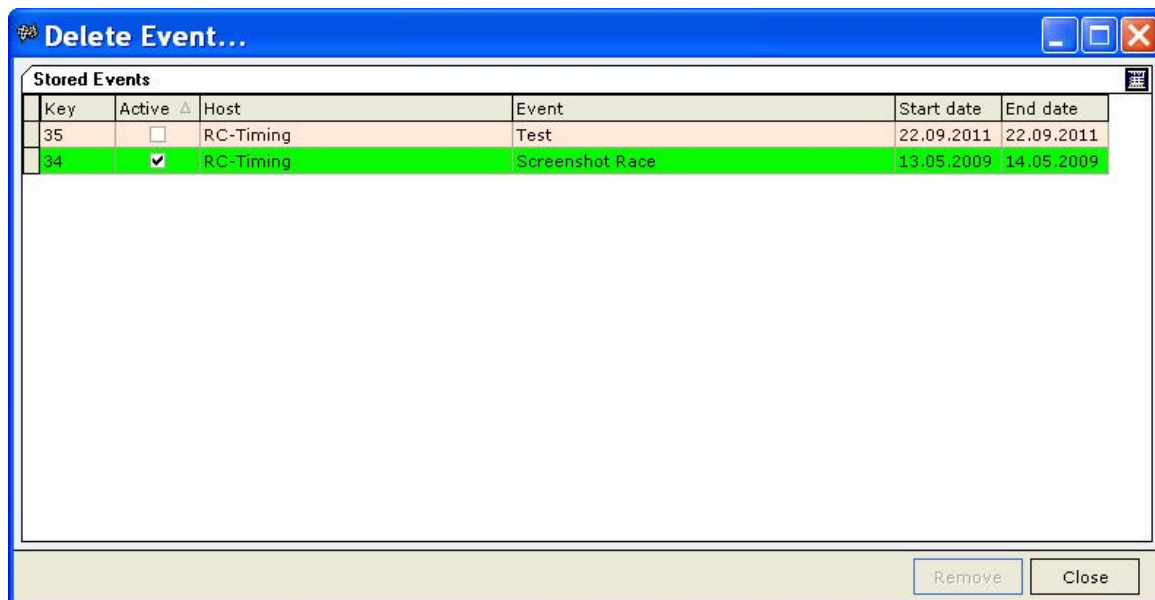 Delete Event...
Stored Events
Key Active Host Event Start date End date
35 RC-Timing Test 22.09.2011 22.09.2011
34 RC-Timing Screenshot Race 13.05.2009 14.05.2009
Remove Close